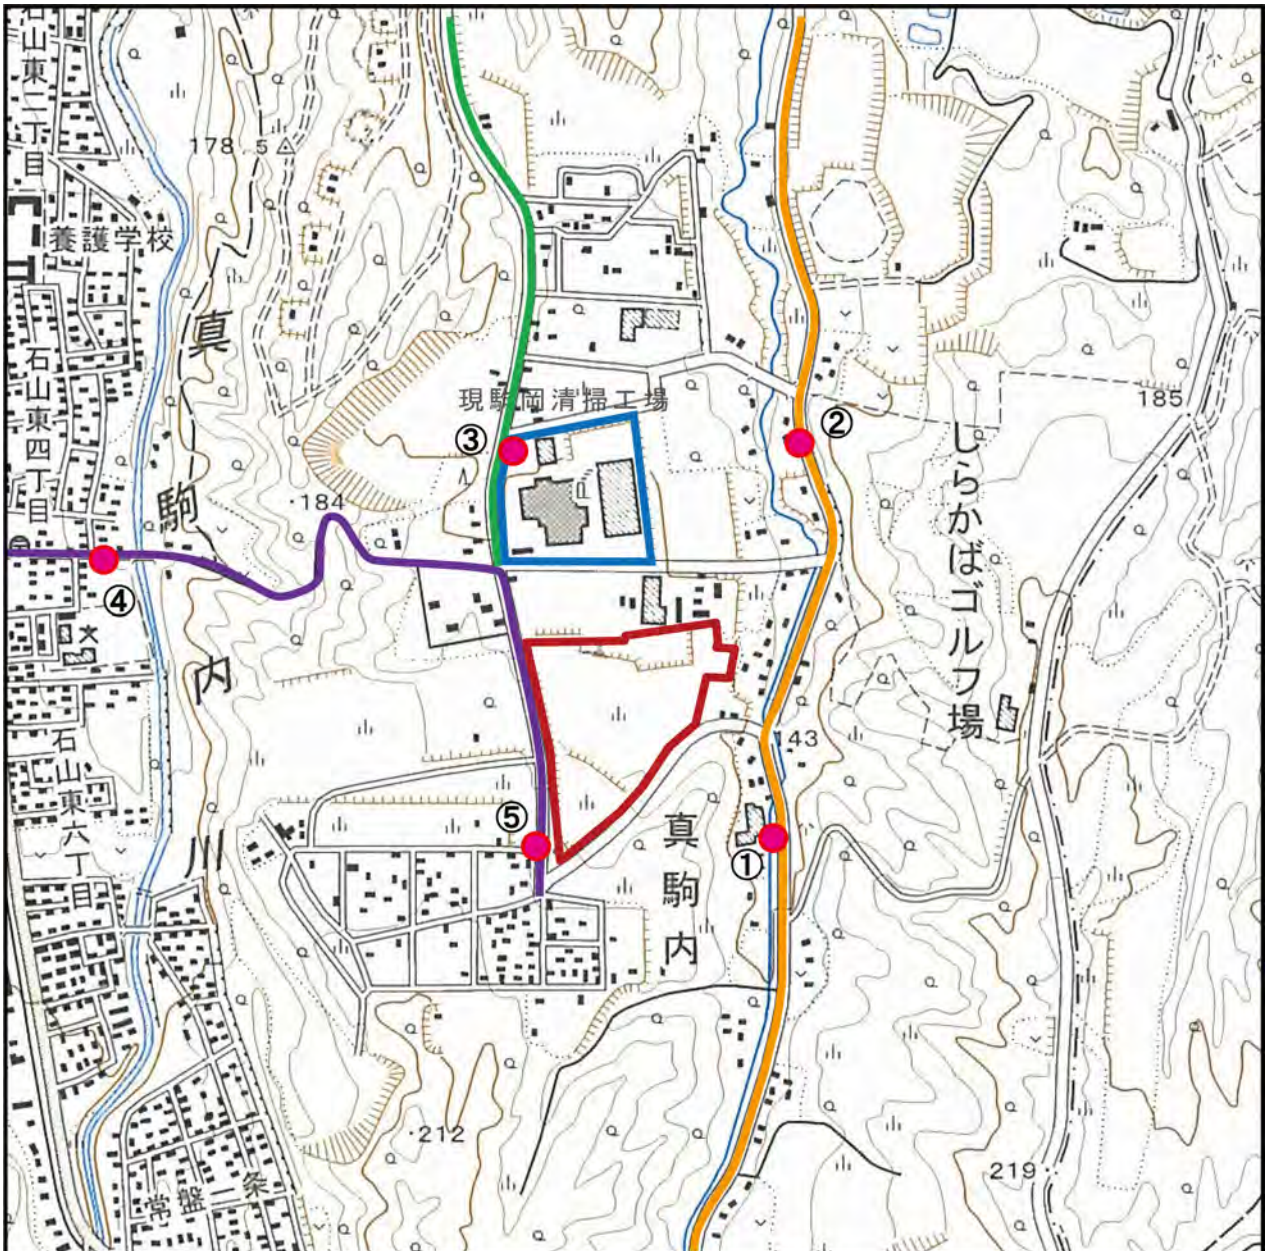 石山東二丁目
178.5
養護学校
真駒内川
石山東四丁目
現駒岡清掃工場
③
②
185
しらかばゴルフ場
・184
④
143
石山東六丁目
⑤
①
真駒内
・212
219
常盤一条